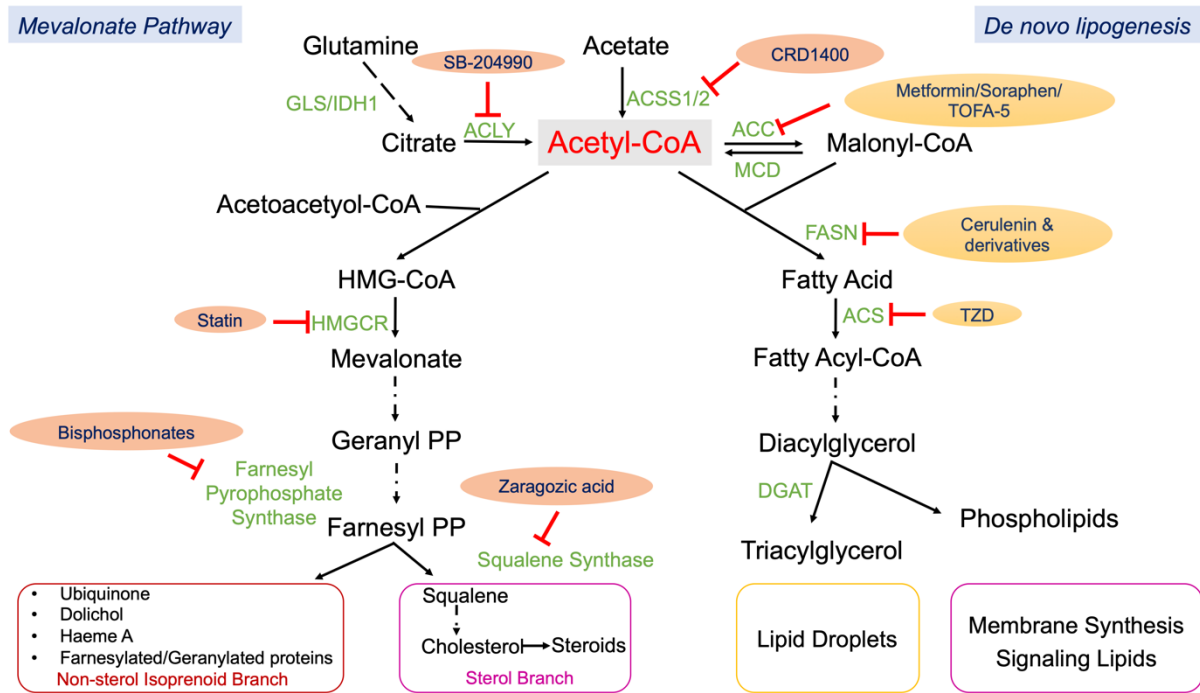 Mevalonate Pathway
De novo lipogenesis
Glutamine
SB-204990
Acetate
CRD1400
GLS/IDH1
ACSS1/2
Metformin/Soraphen/
TOFA-5
Citrate
ACLY
Acetyl-CoA
ACC
MCD
Malonyl-CoA
Acetoacetyol-CoA
FASN
Cerulenin &
derivatives
HMG-CoA
Fatty Acid
Statin
HMGCR
ACS
TZD
Mevalonate
Fatty Acyl-CoA
Bisphosphonates
Geranyl PP
Diacylglycerol
Farnesyl
Pyrophosphate
Synthase
Zaragozic acid
DGAT
Farnesyl PP
Phospholipids
Squalene Synthase
Triacylglycerol
• Ubiquinone
• Dolichol
• Haeme A
• Farnesylated/Geranylated proteins
Non-sterol Isoprenoid Branch
Squalene
Cholesterol
Steroids
Sterol Branch
Lipid Droplets
Membrane Synthesis
Signaling Lipids